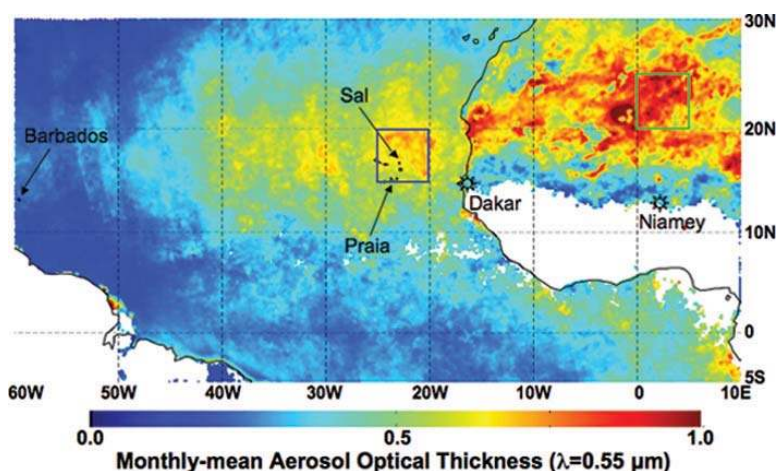 30N
Sal
Barbados
20N
Dakar
Niamey
Praia
10N
0
5S
60W 50W 40W 30W 20W 10W 0 10E
0.0 0.5 1.0
Monthly-mean Aerosol Optical Thickness (λ=0.55 µm)